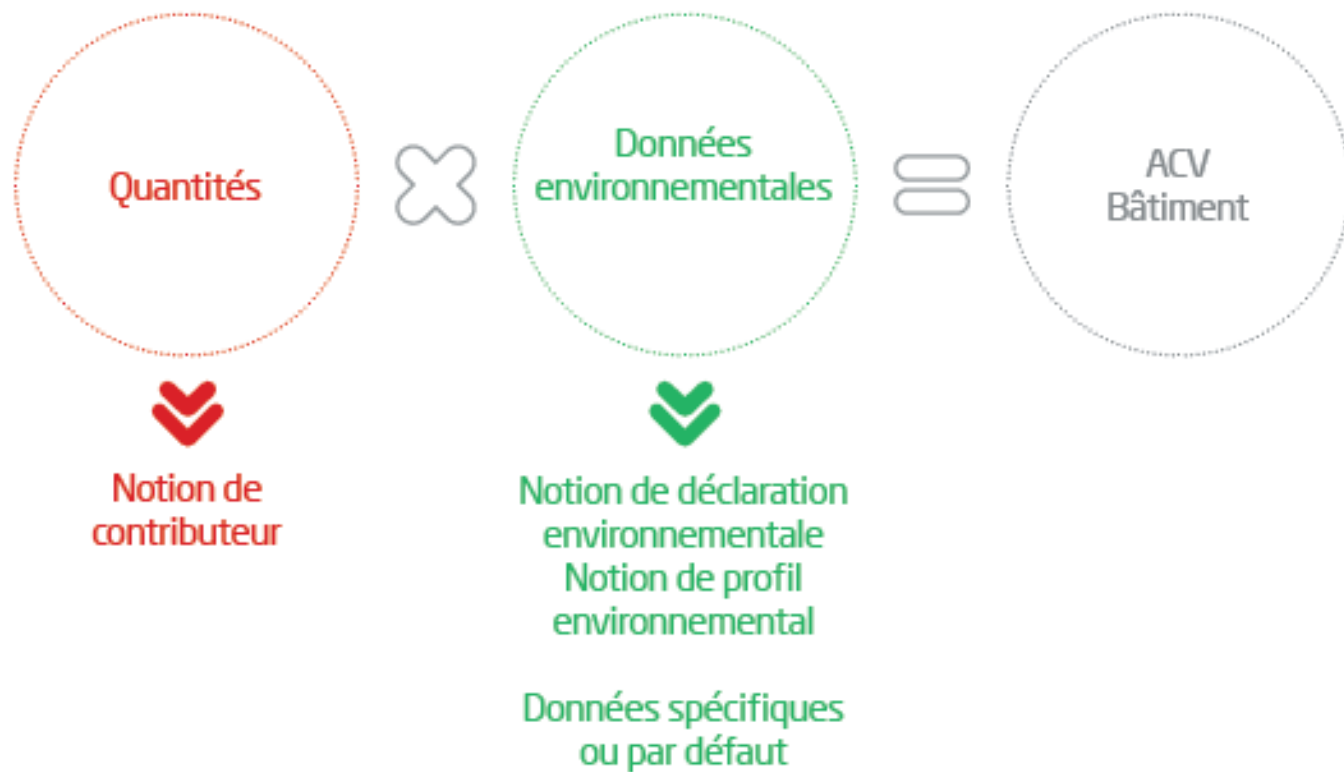 Quantités
Données
environnementales
ACV
Bâtiment
Notion de
contributeur
Notion de déclaration
environnementale
Notion de profil
environnemental
Données spécifiques
ou par défaut